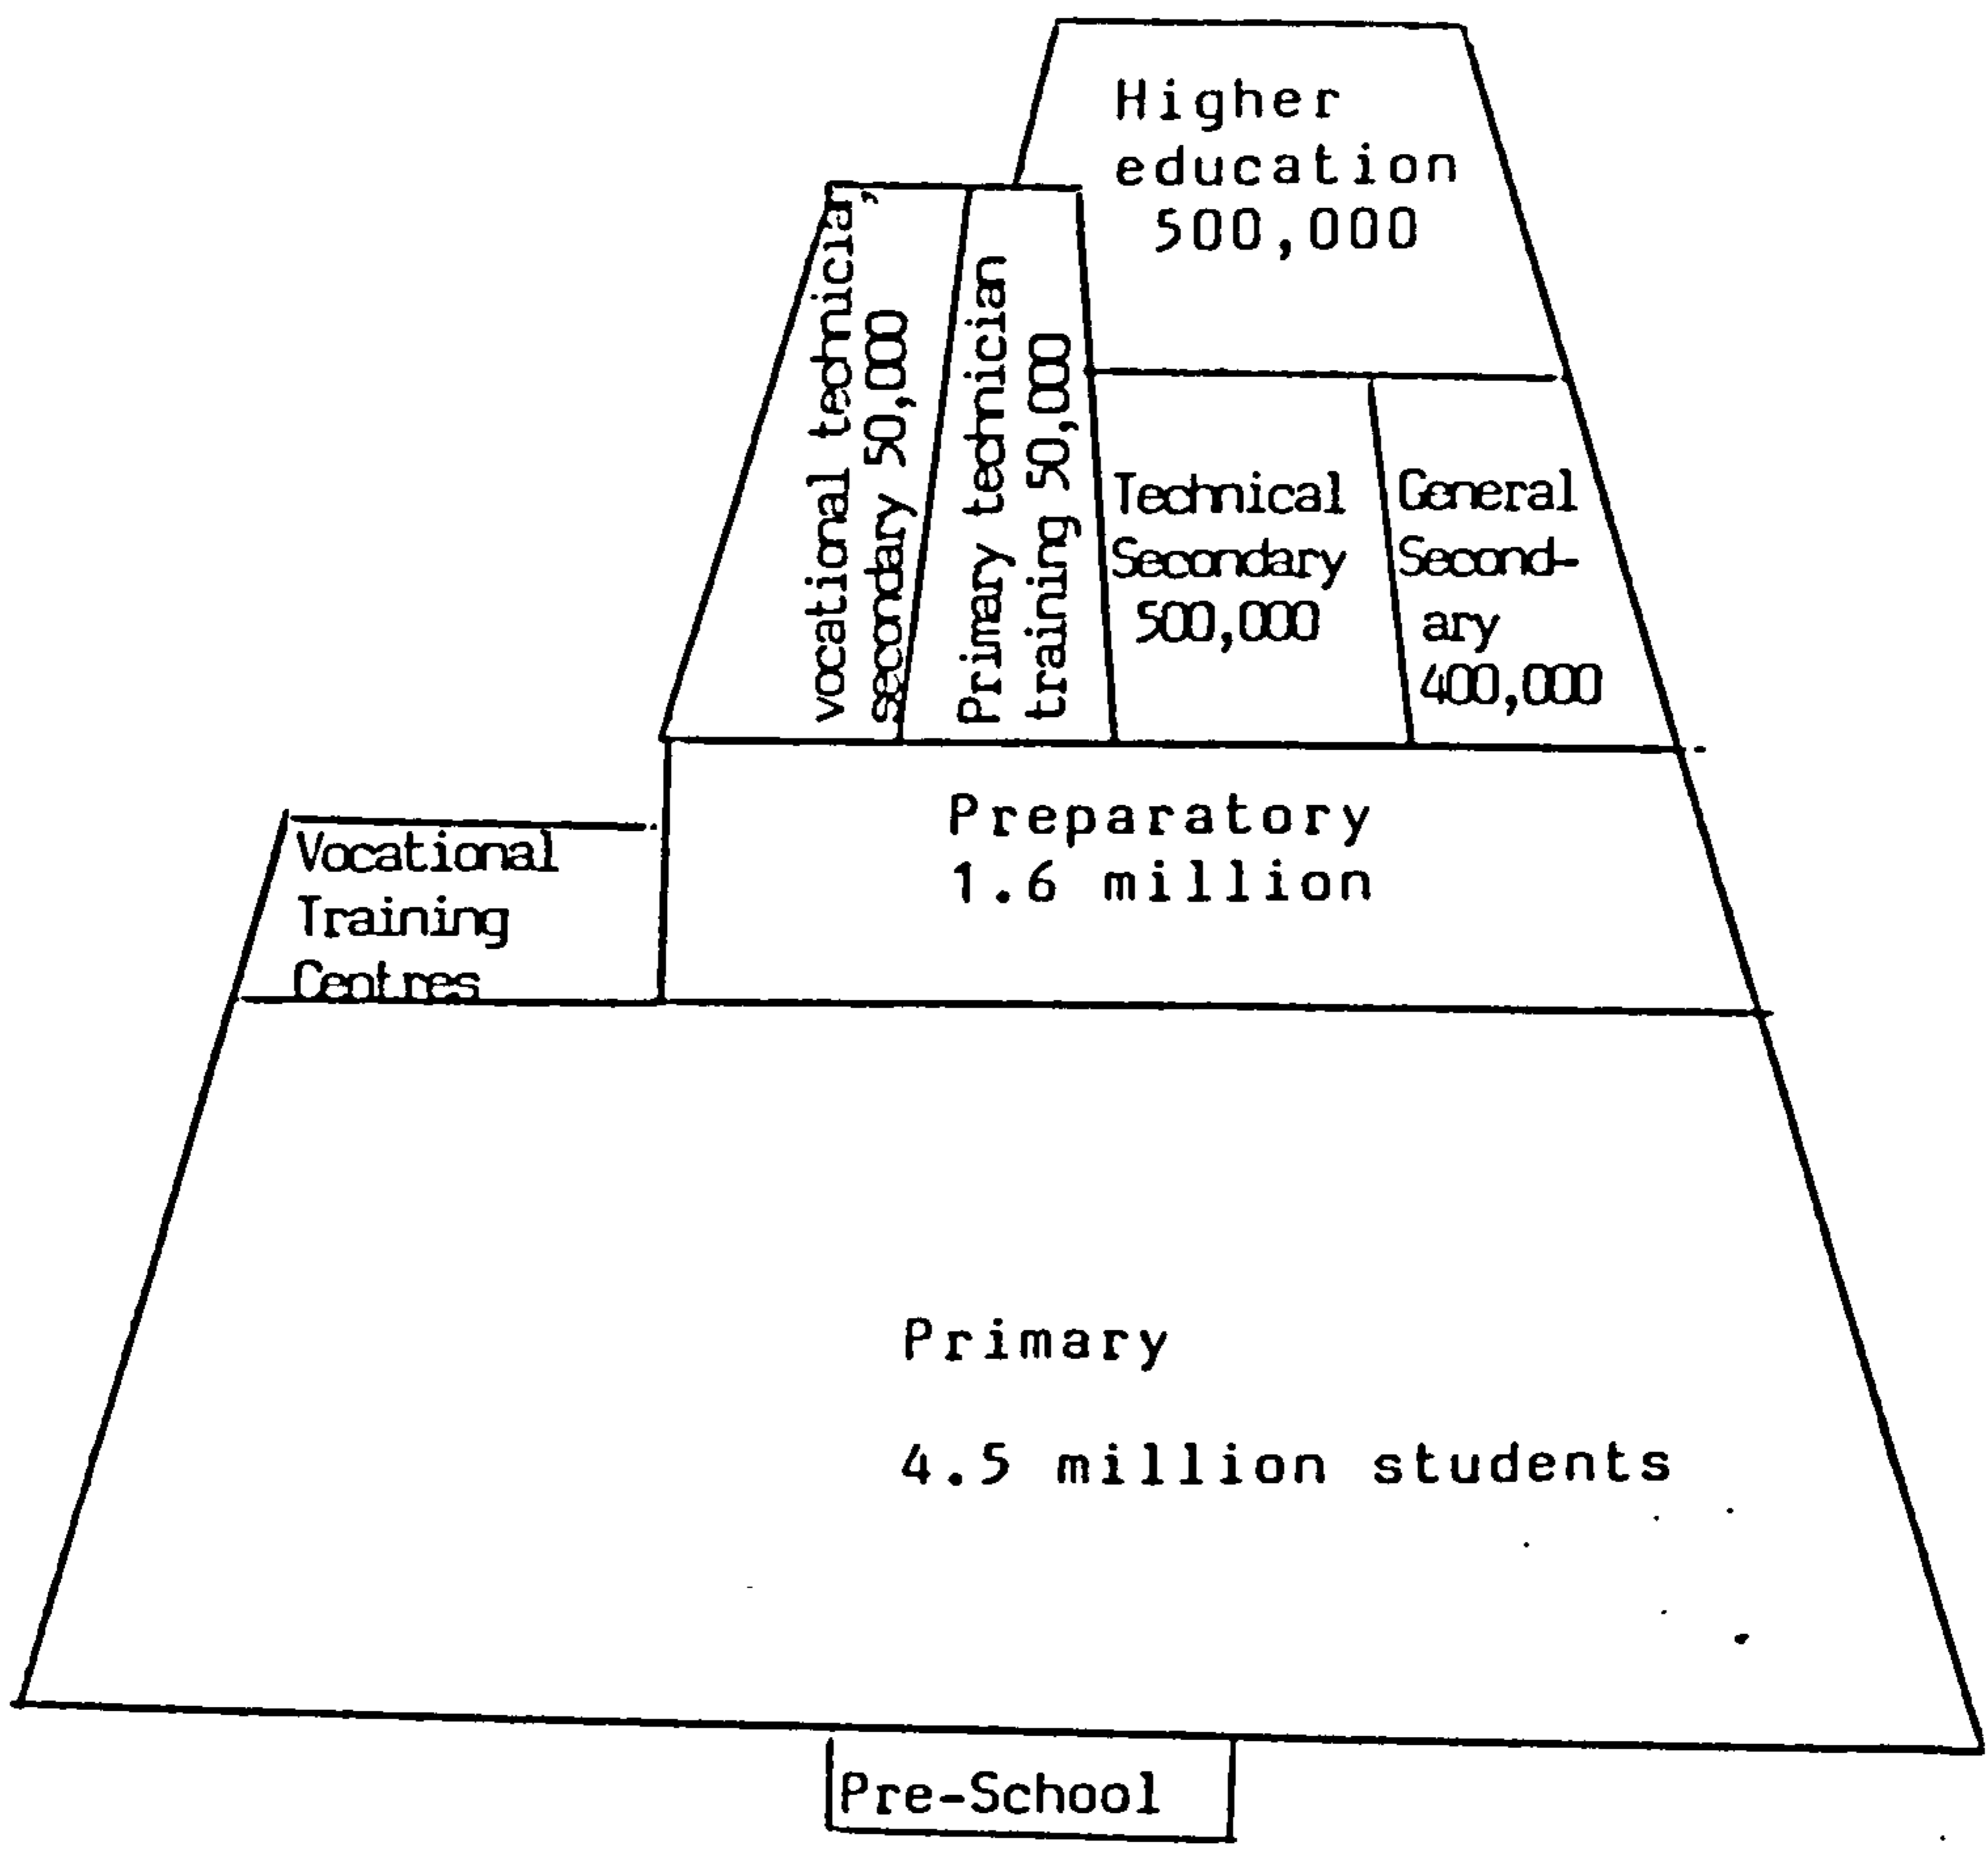 Higher
education
500,000
vocational technician,
secondary 50,000
Primary technician
training 50,000
Technical
Secondary
500,000
General
Second-
ary
400,000
Preparatory
1.6 million
Vocational
Training
Centres
Primary
4.5 million students
Pre-School